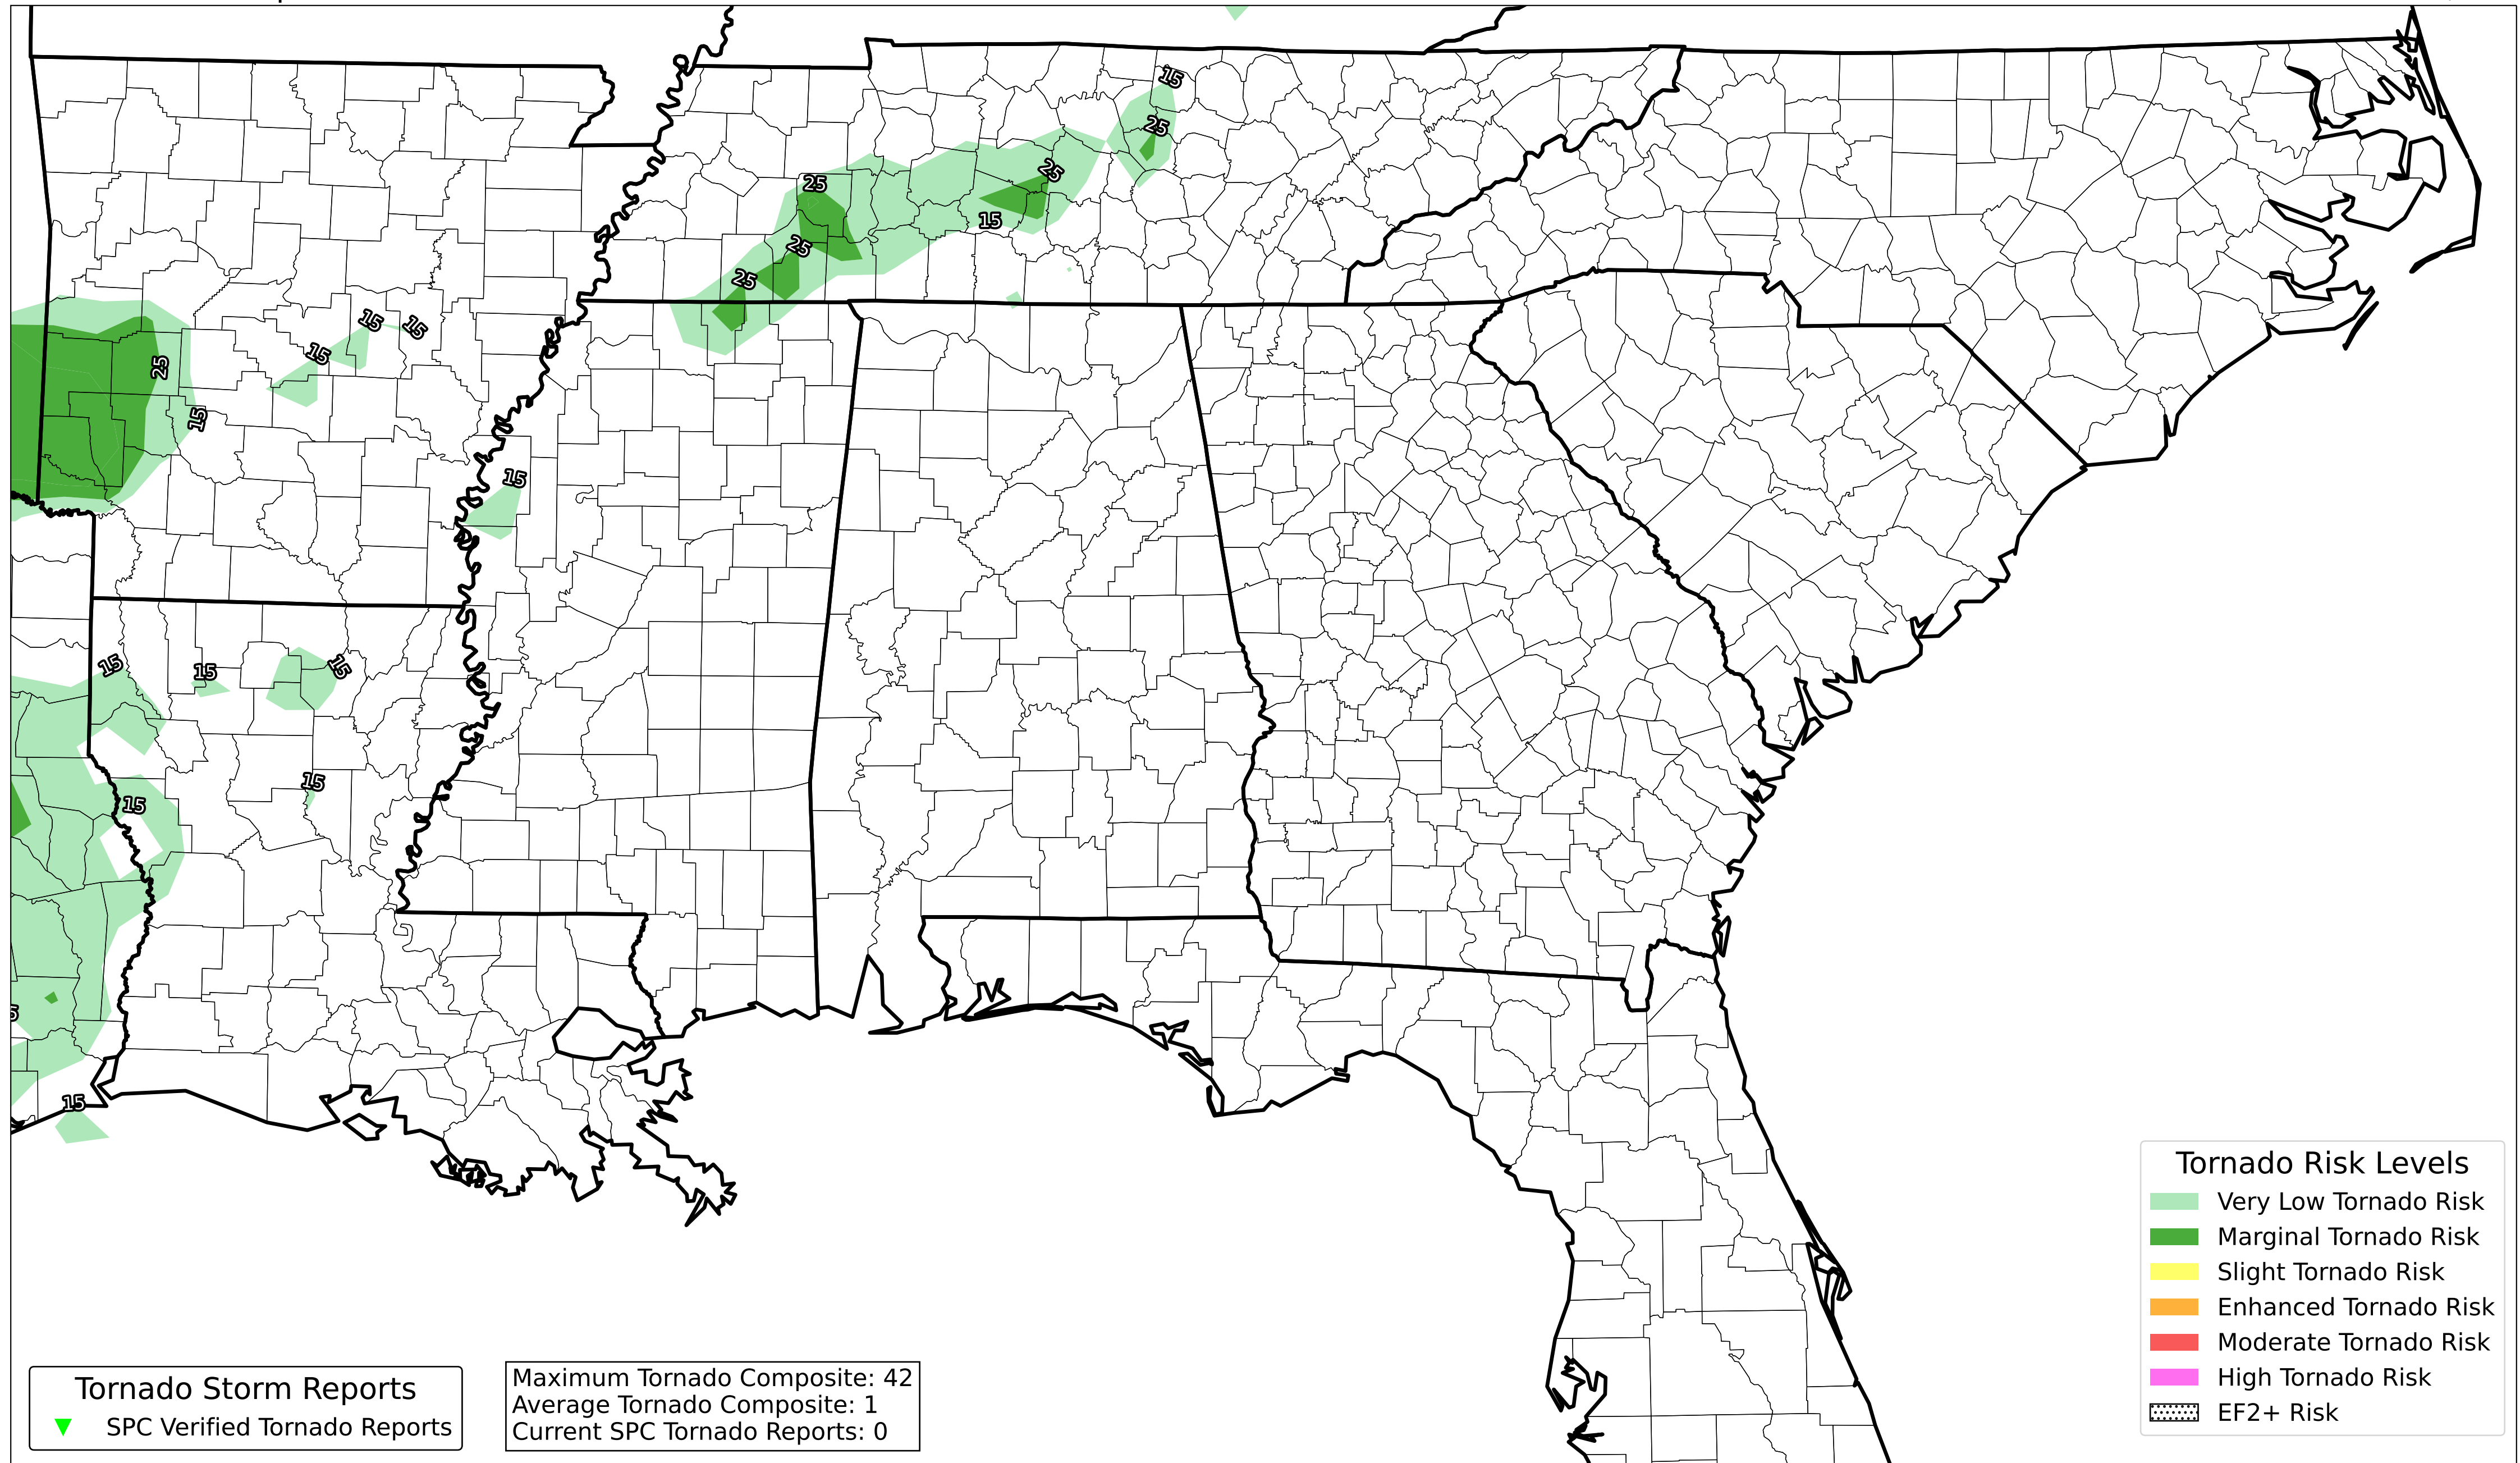 15
25
25
25
15
25
25
15
15
25
15
15
15
15
15
15
15
15
15
5
15
Tornado Risk Levels
Very Low Tornado Risk
Marginal Tornado Risk
Slight Tornado Risk
Enhanced Tornado Risk
Moderate Tornado Risk
High Tornado Risk
EF2+ Risk
Tornado Storm Reports
SPC Verified Tornado Reports
Maximum Tornado Composite: 42
Average Tornado Composite: 1
Current SPC Tornado Reports: 0